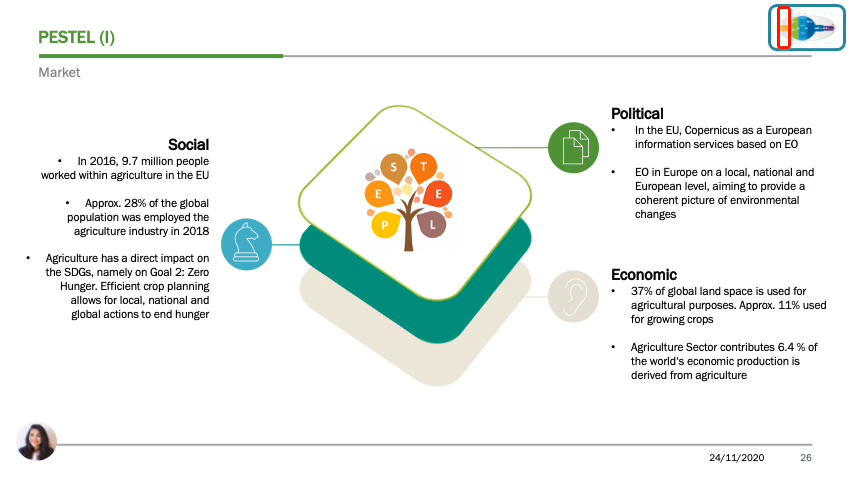 PESTEL (I)
Market
Social
• In 2016, 9.7 million people
worked within agriculture in the EU
• Approx. 28% of the global
population was employed the
agriculture industry in 2018
• Agriculture has a direct impact on
the SDGs, namely on Goal 2: Zero
Hunger. Efficient crop planning
allows for local, national and
global actions to end hunger
S T
E E
P L
Political
• In the EU, Copernicus as a European
information services based on EO
• EO in Europe on a local, national and
European level, aiming to provide a
coherent picture of environmental
changes
Economic
• 37% of global land space is used for
agricultural purposes. Approx. 11% used
for growing crops
• Agriculture Sector contributes 6.4 % of
the world's economic production is
derived from agriculture
24/11/2020 26